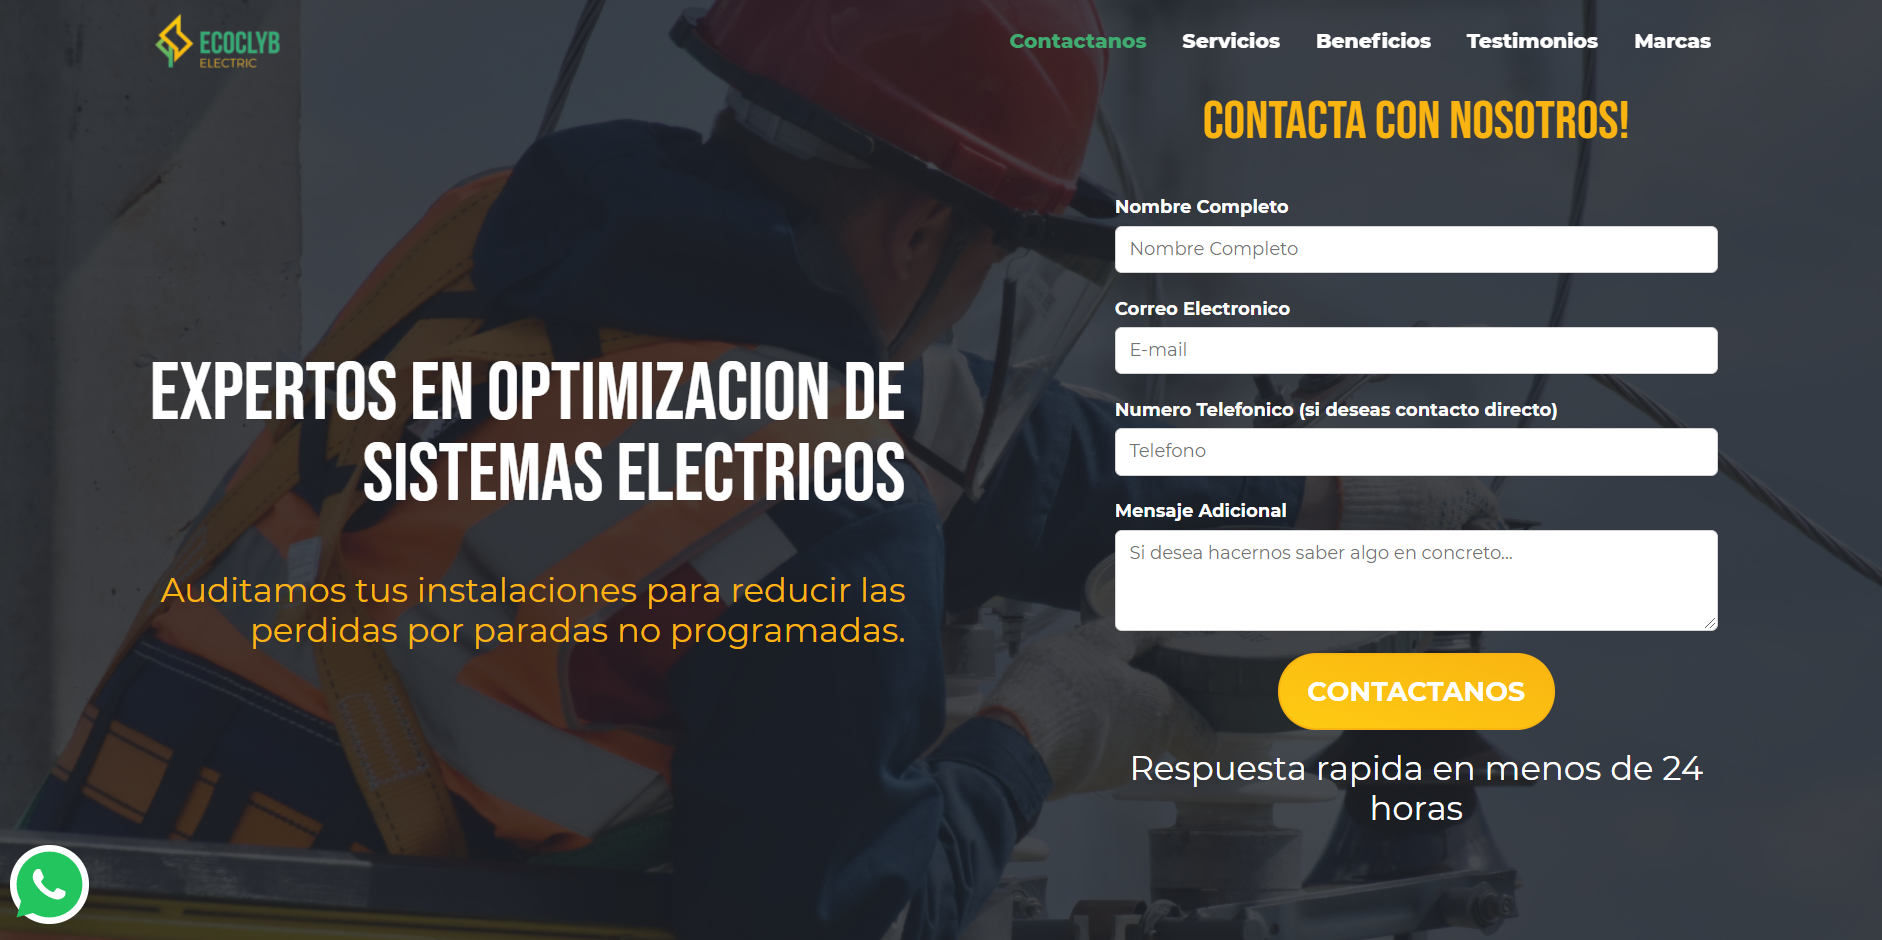 ECOCLYB
ELECTRIC
Contactanos
Servicios
Beneficios
Testimonios
Marcas
CONTACTA CON NOSOTROS!
Nombre Completo
Nombre Completo
Correo Electronico
E-mail
Numero Telefonico (si deseas contacto directo)
Telefono
Mensaje Adicional
Si desea hacernos saber algo en concreto...
CONTACTANOS
Respuesta rapida en menos de 24
horas
EXPERTOS EN OPTIMIZACION DE
SISTEMAS ELECTRICOS
Auditamos tus instalaciones para reducir las
perdidas por paradas no programadas.